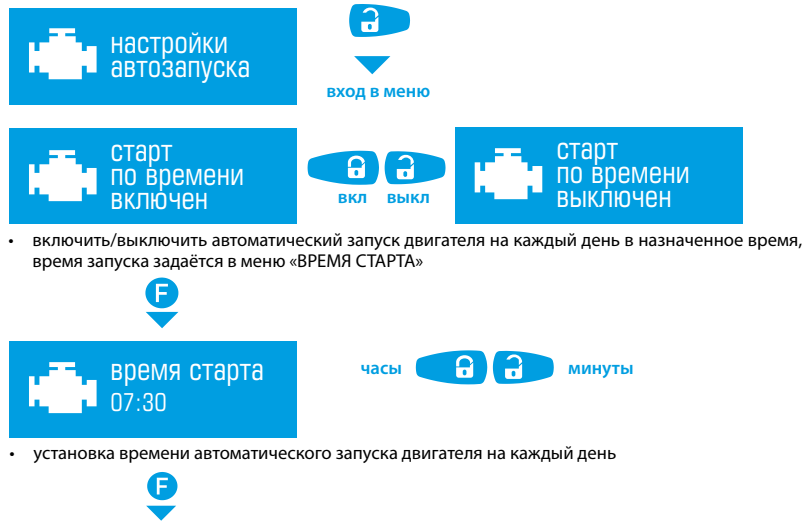 настройки
автозапуска
вход в меню
старт
по времени
включен
вкл выкл
старт
по времени
выключен
• включить/выключить автоматический запуск двигателя на каждый день в назначенное время,
время запуска задаётся в меню «ВРЕМЯ СТАРТА»
F
время старта
07:30
часы
минуты
• установка времени автоматического запуска двигателя на каждый день
F